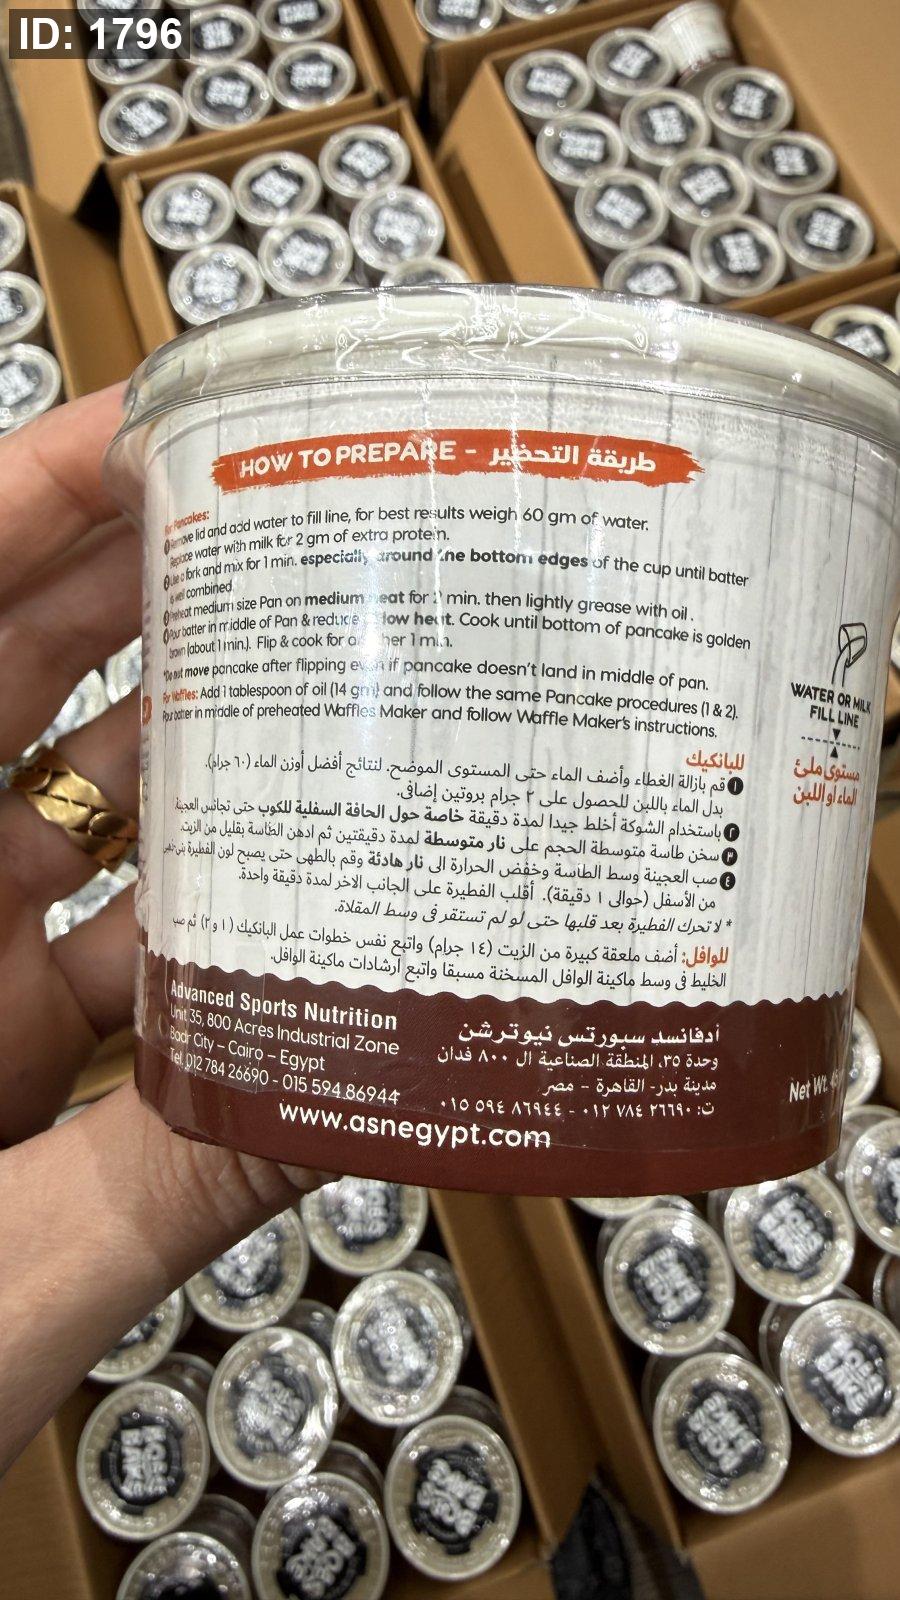 ID: 1796
HOW TO PREPARE - طريقة التحضير
For Pancakes:
Remove lid and add water to fill line, for best results weigh 60 gm of water.
Replace water with milk for 2 gm of extra protein.
Use a fork and mix for 1 min. especially around the bottom edges of the cup until batter
is well combined.
Preheat medium size Pan on medium heat for 2 min. then lightly grease with oil.
Pour batter in middle of Pan & reduce low heat. Cook until bottom of pancake is golden
brown (about 1 min.). Flip & cook for another 1 min.
*Do not move pancake after flipping even if pancake doesn't land in middle of pan.
For Waffles: Add 1 tablespoon of oil (14 gm) and follow the same Pancake procedures (1 & 2).
Pour batter in middle of preheated Waffles Maker and follow Waffle Maker's instructions.
WATER OR MILK
FILL LINE
مستوى ملئ
الماء أو اللبن
للبانكيك
١ قم بازالة الغطاء وأضف الماء حتى المستوى الموضح. لنتائج أفضل أوزن الماء (٦٠ جرام).
بدل الماء باللبن للحصول على ٢ جرام بروتين إضافى.
٢ باستخدام الشوكة أخلط جيدا لمدة دقيقة خاصة حول الحافة السفلية للكوب حتى تجانس العجينة
٣ سخن طاسة متوسطة الحجم على نار متوسطة لمدة دقيقتين ثم ادهن الطاسة بقليل من الزيت.
٤ صب العجينة وسط الطاسة وخفض الحرارة الى نار هادئة وقم بالطهى حتى يصبح لون الفطيرة بنى
من الأسفل (حوالى ١ دقيقة). أقلب الفطيرة على الجانب الاخر لمدة دقيقة واحدة.
* لا تحرك الفطيرة بعد قلبها حتى لو لم تستقر فى وسط المقلاة.
للوافل: أضف ملعقة كبيرة من الزيت (١٤ جرام) واتبع نفس خطوات عمل البانكيك (١ و ٢) ثم صب
الخليط فى وسط ماكينة الوافل المسخنة مسبقا واتبع ارشادات ماكينة الوافل.
Advanced Sports Nutrition
Unit 35, 800 Acres Industrial Zone
Badr City - Cairo - Egypt
Tel. 012 784 26690 - 015 594 86944
www.asnegypt.com
أدفانسد سبورتس نيوترشن
وحدة ٣٥، المنطقة الصناعية ال ٨٠٠ فدان
مدينة بدر- القاهرة - مصر
ت: ٠١٢ ٧٨٤ ٢٦٦٩٠ - ٠١٥ ٥٩٤ ٨٦٩٤٤
Net Wt.